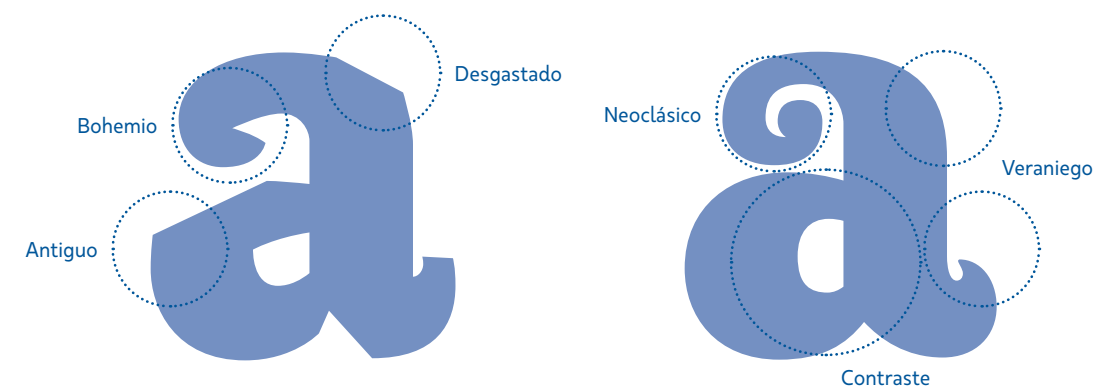 Desgastado
Bohemio
Antiguo
a
Neoclásico
Veraniego
Contraste
a